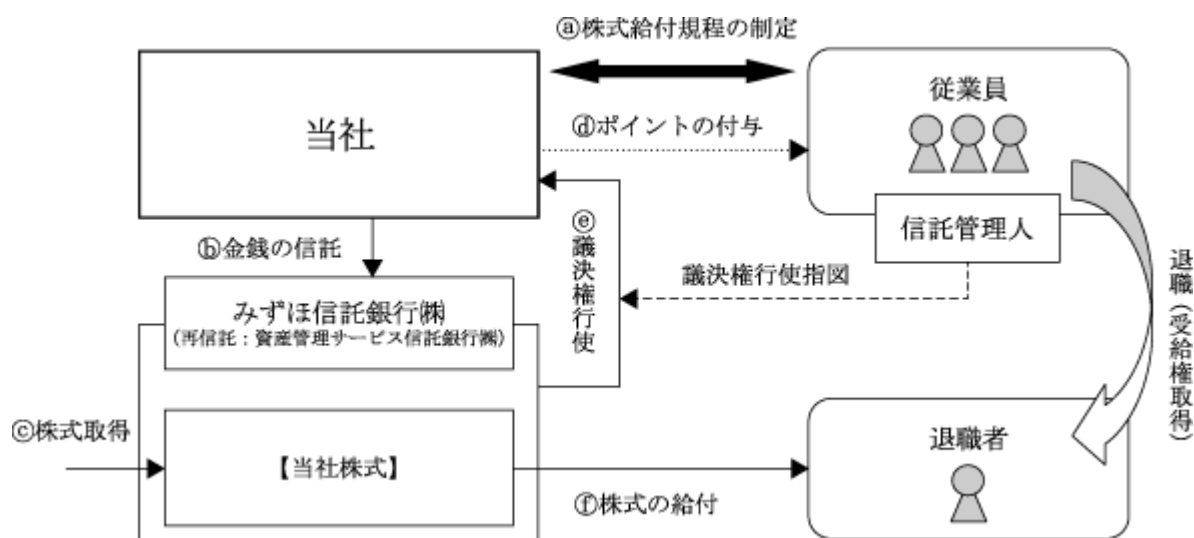 ⓐ株式給付規程の制定
当社
従業員
ⓓポイントの付与
信託管理人
ⓑ金銭の信託
ⓔ議決権行使
議決権行使指図
退職（受給権取得）
みずほ信託銀行㈱
（再信託：資産管理サービス信託銀行㈱）
ⓒ株式取得
【当社株式】
退職者
ⓕ株式の給付